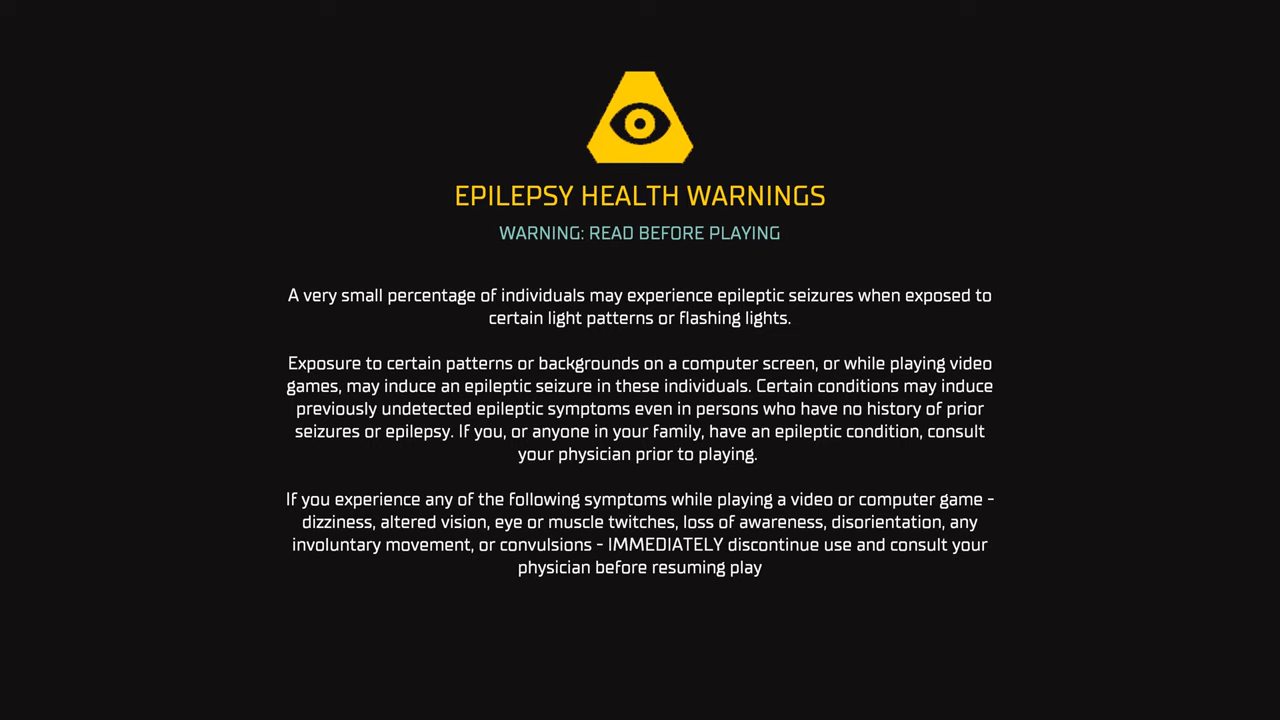 EPILEPSY HEALTH WARNINGS
WARNING: READ BEFORE PLAYING
A very small percentage of individuals may experience epileptic seizures when exposed to
certain light patterns or flashing lights.
Exposure to certain patterns or backgrounds on a computer screen, or while playing video
games, may induce an epileptic seizure in these individuals. Certain conditions may induce
previously undetected epileptic symptoms even in persons who have no history of prior
seizures or epilepsy. If you, or anyone in your family, have an epileptic condition, consult
your physician prior to playing.
If you experience any of the following symptoms while playing a video or computer game -
dizziness, altered vision, eye or muscle twitches, loss of awareness, disorientation, any
involuntary movement, or convulsions - IMMEDIATELY discontinue use and consult your
physician before resuming play